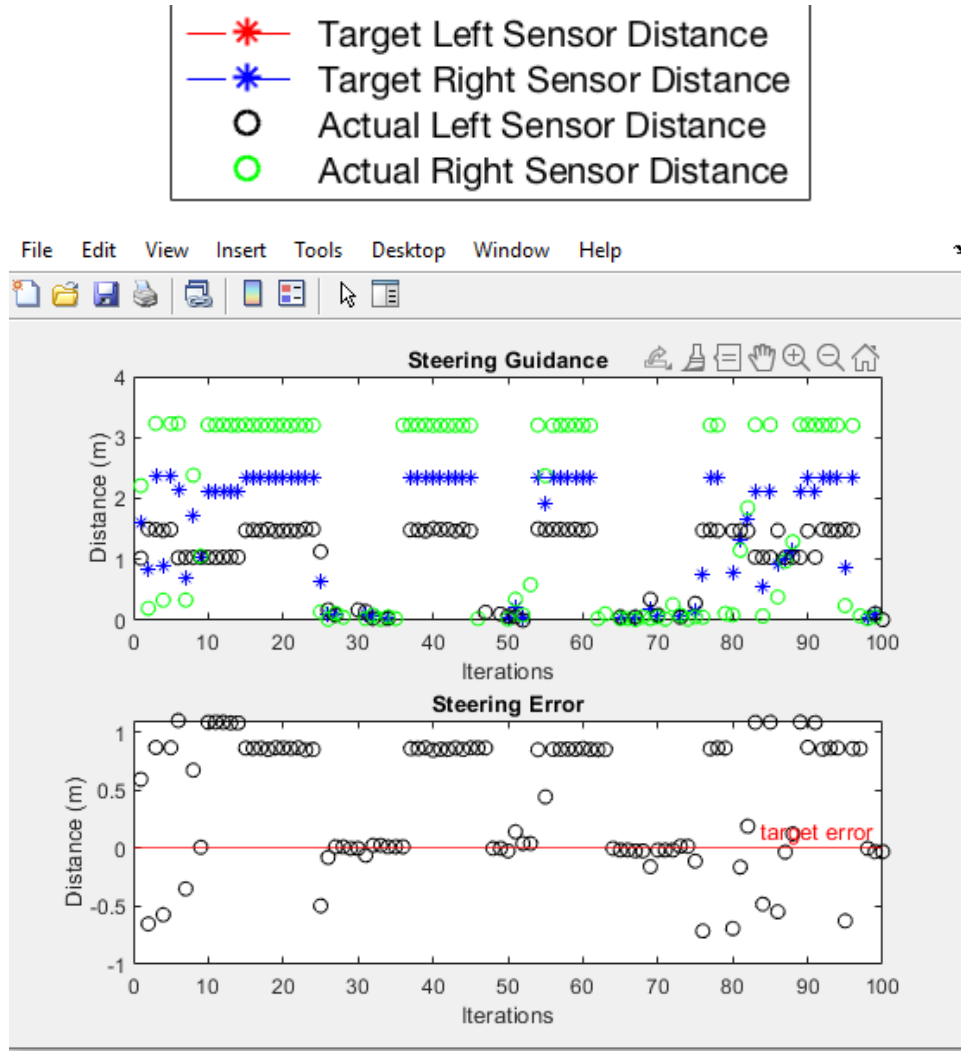 Target Left Sensor Distance
Target Right Sensor Distance
Actual Left Sensor Distance
Actual Right Sensor Distance
File Edit View Insert Tools Desktop Window Help
Steering Guidance
4
3
2
1
0
Distance (m)
0 10 20 30 40 50 60 70 80 90 100
Iterations
Steering Error
1
0.5
0
-0.5
-1
Distance (m)
target error
0 10 20 30 40 50 60 70 80 90 100
Iterations